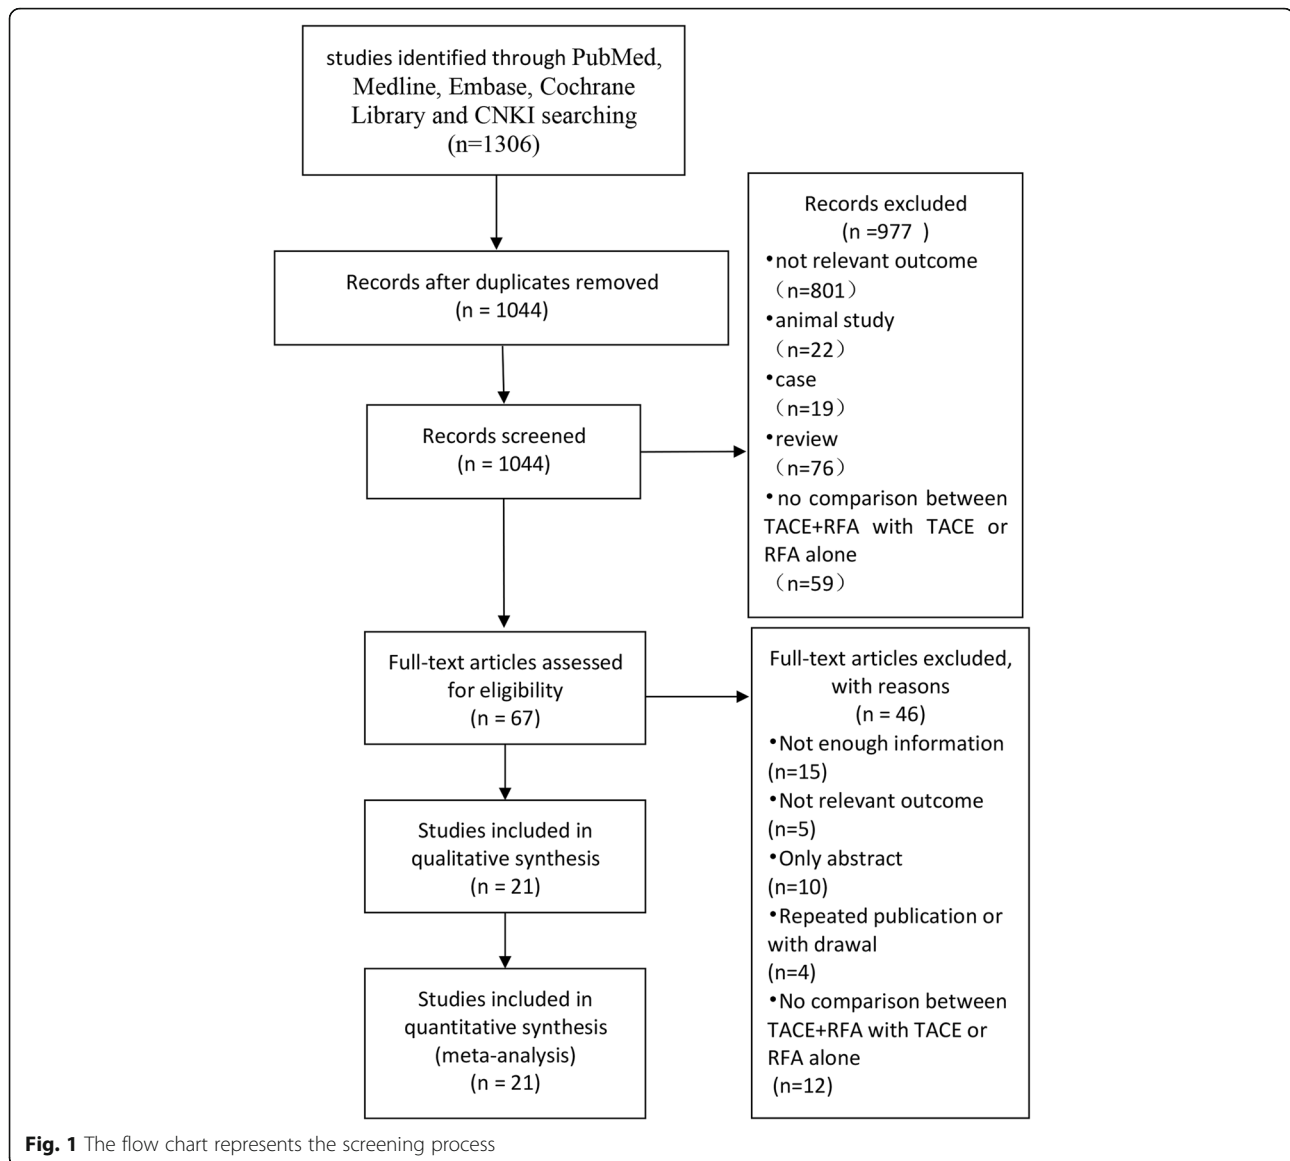 studies identified through PubMed,
Medline, Embase, Cochrane
Library and CNKI searching
(n=1306)
Records after duplicates removed
(n = 1044)
Records screened
(n = 1044)
Records excluded
(n =977  )
•not relevant outcome
（n=801）
•animal study
（n=22）
•case
（n=19）
•review
（n=76）
•no comparison between
TACE+RFA with TACE or
RFA alone
（n=59）
Full-text articles assessed
for eligibility
(n = 67)
Full-text articles excluded,
with reasons
(n = 46)
•Not enough information
(n=15)
•Not relevant outcome
(n=5)
•Only abstract
(n=10)
•Repeated publication or
with drawal
(n=4)
•No comparison between
TACE+RFA with TACE or
RFA alone
(n=12)
Studies included in
qualitative synthesis
(n = 21)
Studies included in
quantitative synthesis
(meta-analysis)
(n = 21)
Fig. 1 The flow chart represents the screening process